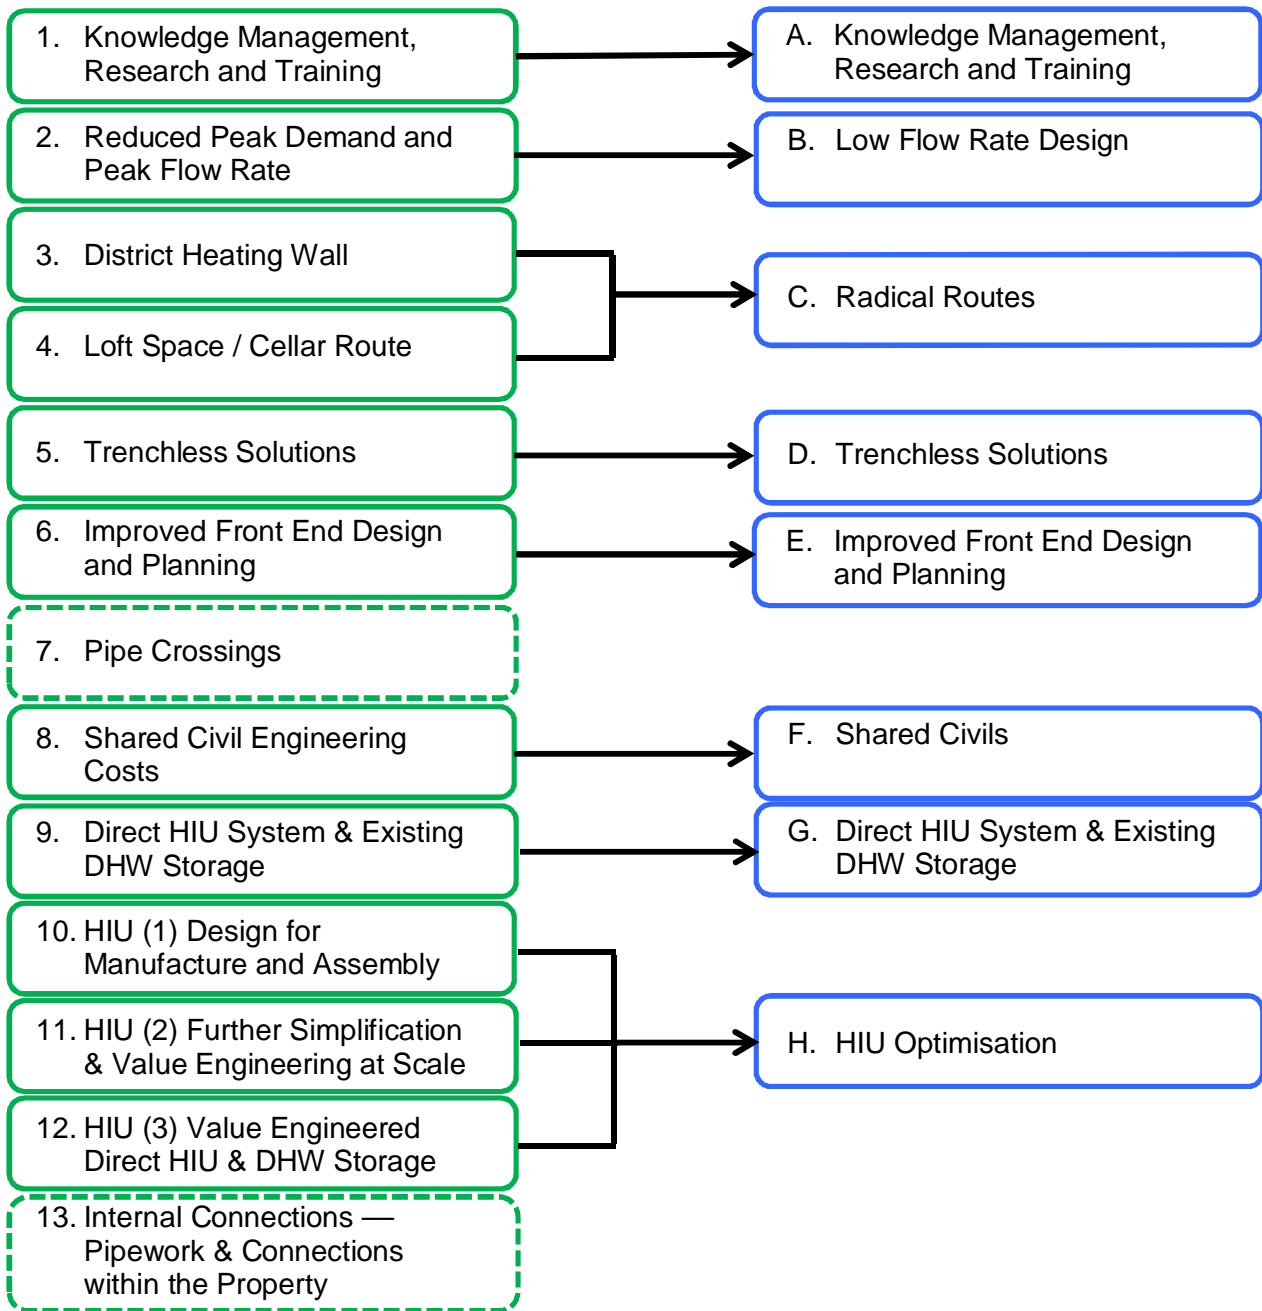 1. Knowledge Management,
Research and Training
A. Knowledge Management,
Research and Training
2. Reduced Peak Demand and
Peak Flow Rate
B. Low Flow Rate Design
3. District Heating Wall
4. Loft Space / Cellar Route
C. Radical Routes
5. Trenchless Solutions
D. Trenchless Solutions
6. Improved Front End Design
and Planning
E. Improved Front End Design
and Planning
7. Pipe Crossings
8. Shared Civil Engineering
Costs
F. Shared Civils
9. Direct HIU System & Existing
DHW Storage
G. Direct HIU System & Existing
DHW Storage
10. HIU (1) Design for
Manufacture and Assembly
11. HIU (2) Further Simplification
& Value Engineering at Scale
12. HIU (3) Value Engineered
Direct HIU & DHW Storage
H. HIU Optimisation
13. Internal Connections —
Pipework & Connections
within the Property